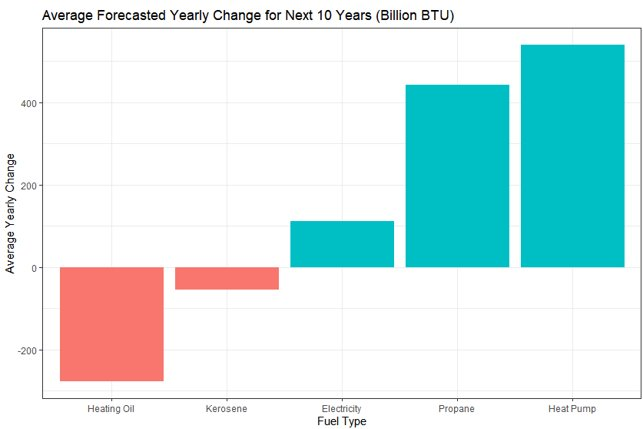 Average Forecasted Yearly Change for Next 10 Years (Billion BTU)
Average Yearly Change
400
200
0
-200
Heating Oil Kerosene Electricity Propane Heat Pump
Fuel Type